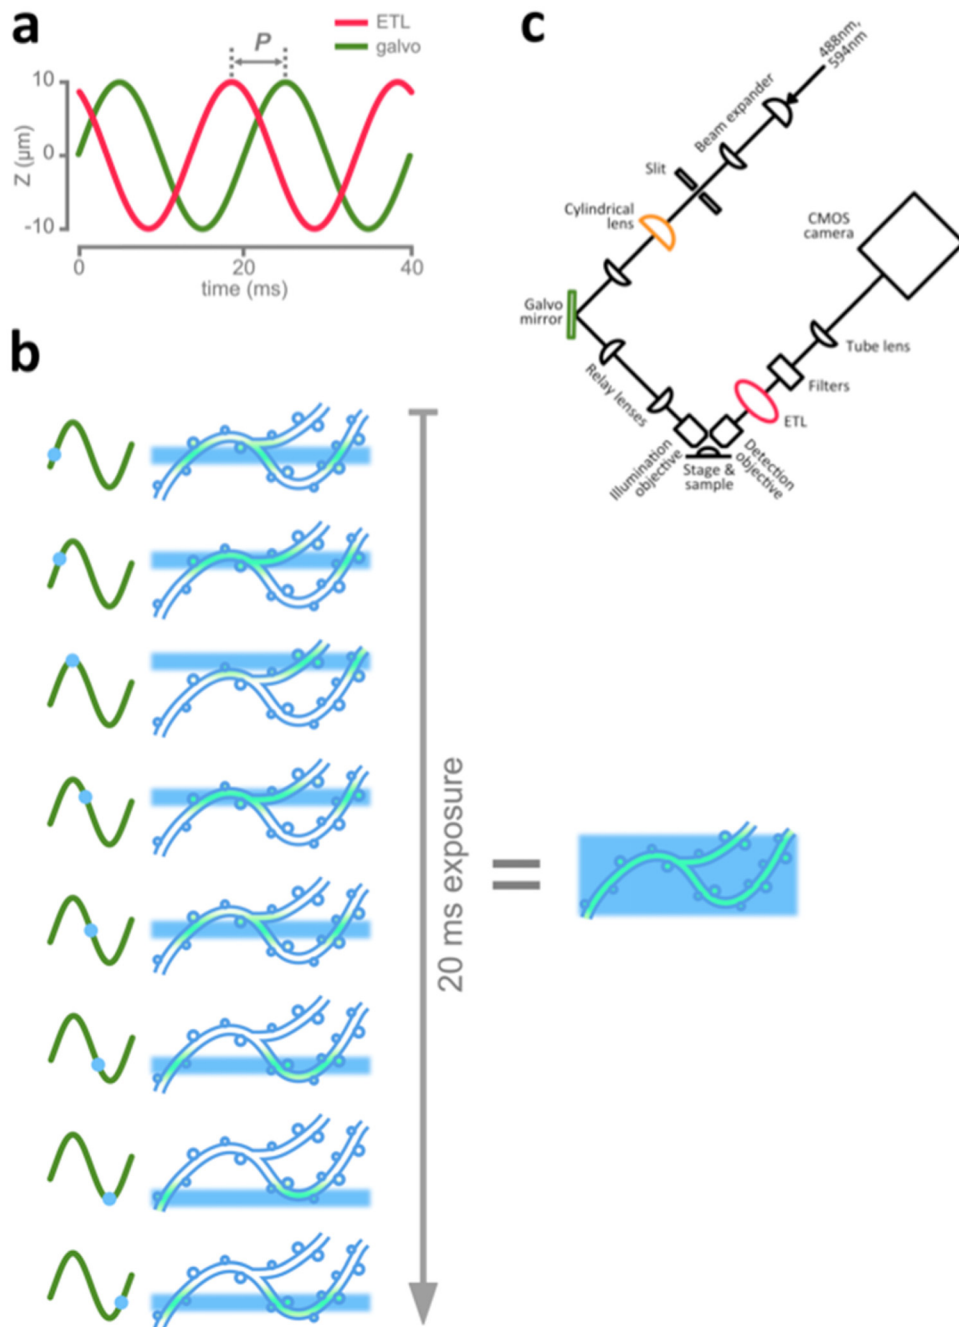 a
ETL
galvo
P
10
0
-10
Z (μm)
0
20
40
time (ms)
b
20 ms exposure
=
c
488nm,
594nm
Beam expander
Slit
Cylindrical
lens
Galvo
mirror
Relay lenses
Illumination
objective
Stage &
sample
Detection
objective
ETL
Filters
Tube lens
CMOS
camera